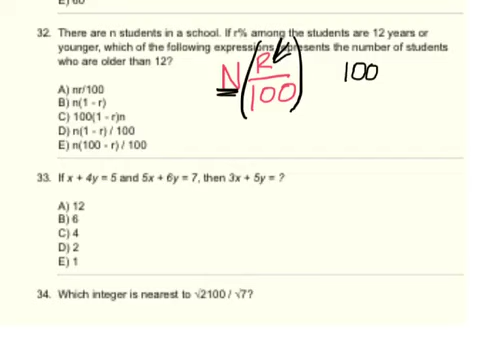 E) 60
32. There are n students in a school. If r% among the students are 12 years or
younger, which of the following expressions represents the number of students
who are older than 12?
N(R/100) 100
A) nr/100
B) n(1 - r)
C) 100(1 - r)n
D) n(1 - r) / 100
E) n(100 - r) / 100
33. If x + 4y = 5 and 5x + 6y = 7, then 3x + 5y = ?
A) 12
B) 6
C) 4
D) 2
E) 1
34. Which integer is nearest to √2100 / √7?